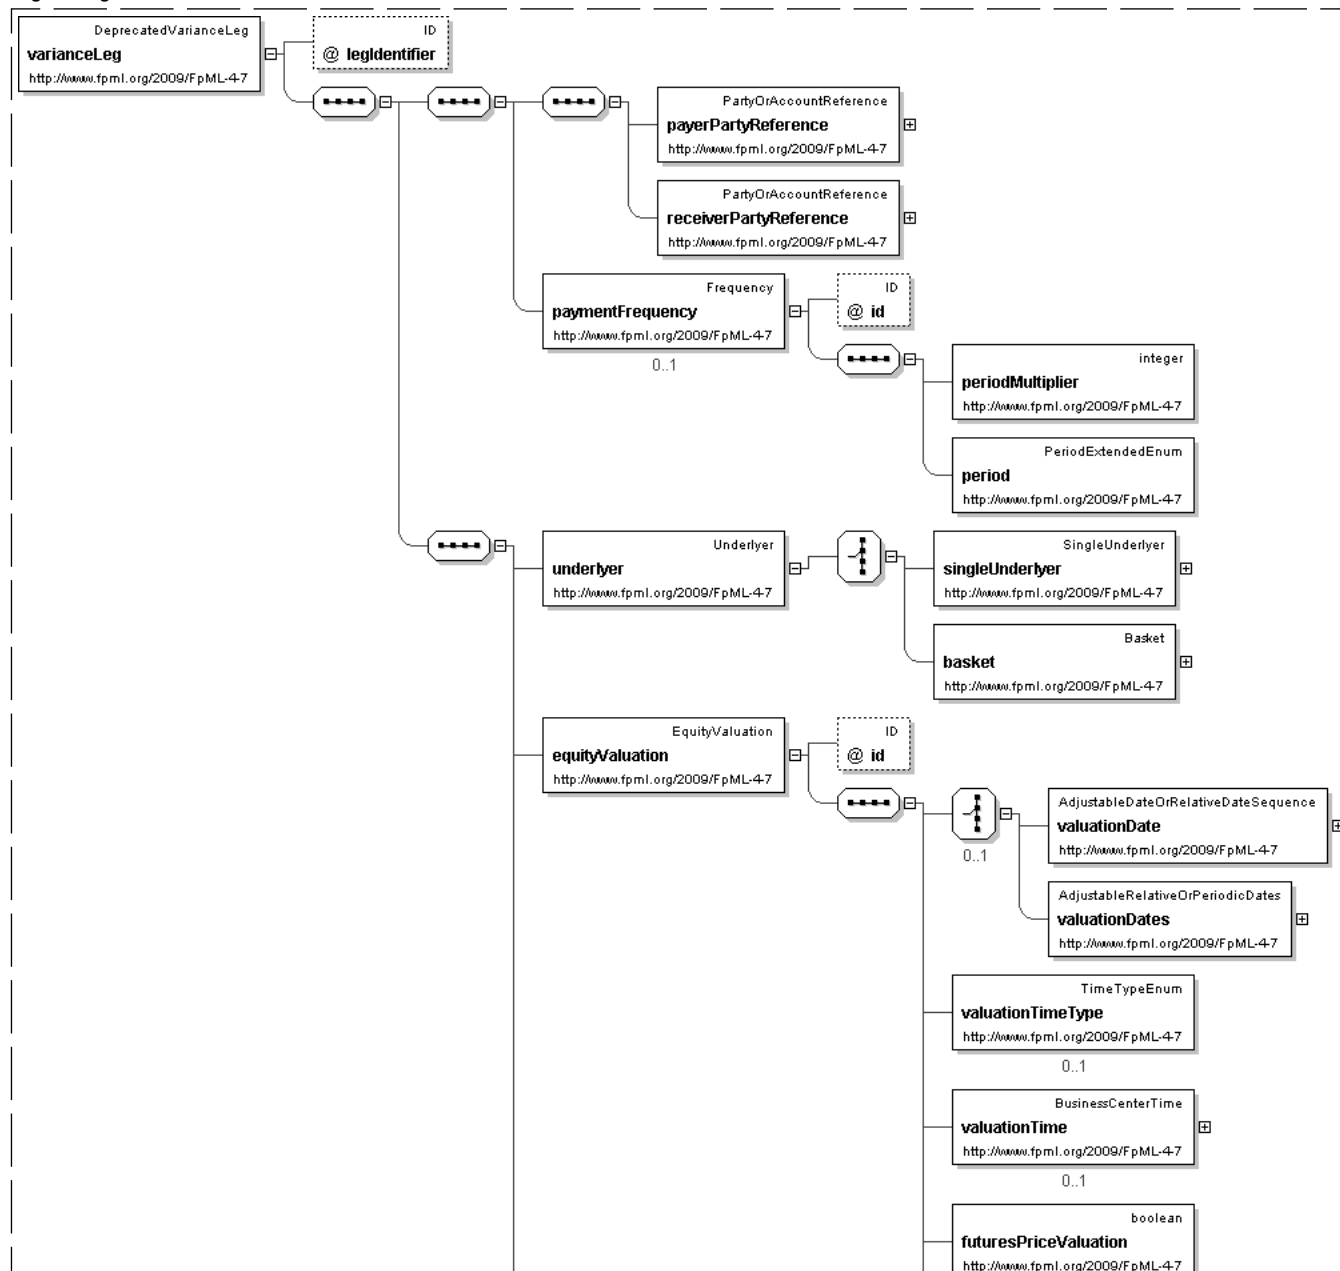 DeprecatedVarianceLeg
varianceLeg
http://www.fpml.org/2009/FpML-4-7
ID
@ legIdentifier
PartyOrAccountReference
payerPartyReference
http://www.fpml.org/2009/FpML-4-7
PartyOrAccountReference
receiverPartyReference
http://www.fpml.org/2009/FpML-4-7
Frequency
paymentFrequency
http://www.fpml.org/2009/FpML-4-7
0..1
ID
@ id
integer
periodMultiplier
http://www.fpml.org/2009/FpML-4-7
PeriodExtendedEnum
period
http://www.fpml.org/2009/FpML-4-7
Underlyer
underlyer
http://www.fpml.org/2009/FpML-4-7
SingleUnderlyer
singleUnderlyer
http://www.fpml.org/2009/FpML-4-7
Basket
basket
http://www.fpml.org/2009/FpML-4-7
EquityValuation
equityValuation
http://www.fpml.org/2009/FpML-4-7
ID
@ id
0..1
AdjustableDateOrRelativeDateSequence
valuationDate
http://www.fpml.org/2009/FpML-4-7
AdjustableRelativeOrPeriodicDates
valuationDates
http://www.fpml.org/2009/FpML-4-7
TimeTypeEnum
valuationTimeType
http://www.fpml.org/2009/FpML-4-7
0..1
BusinessCenterTime
valuationTime
http://www.fpml.org/2009/FpML-4-7
0..1
boolean
futuresPriceValuation
http://www.fpml.org/2009/FpML-4-7